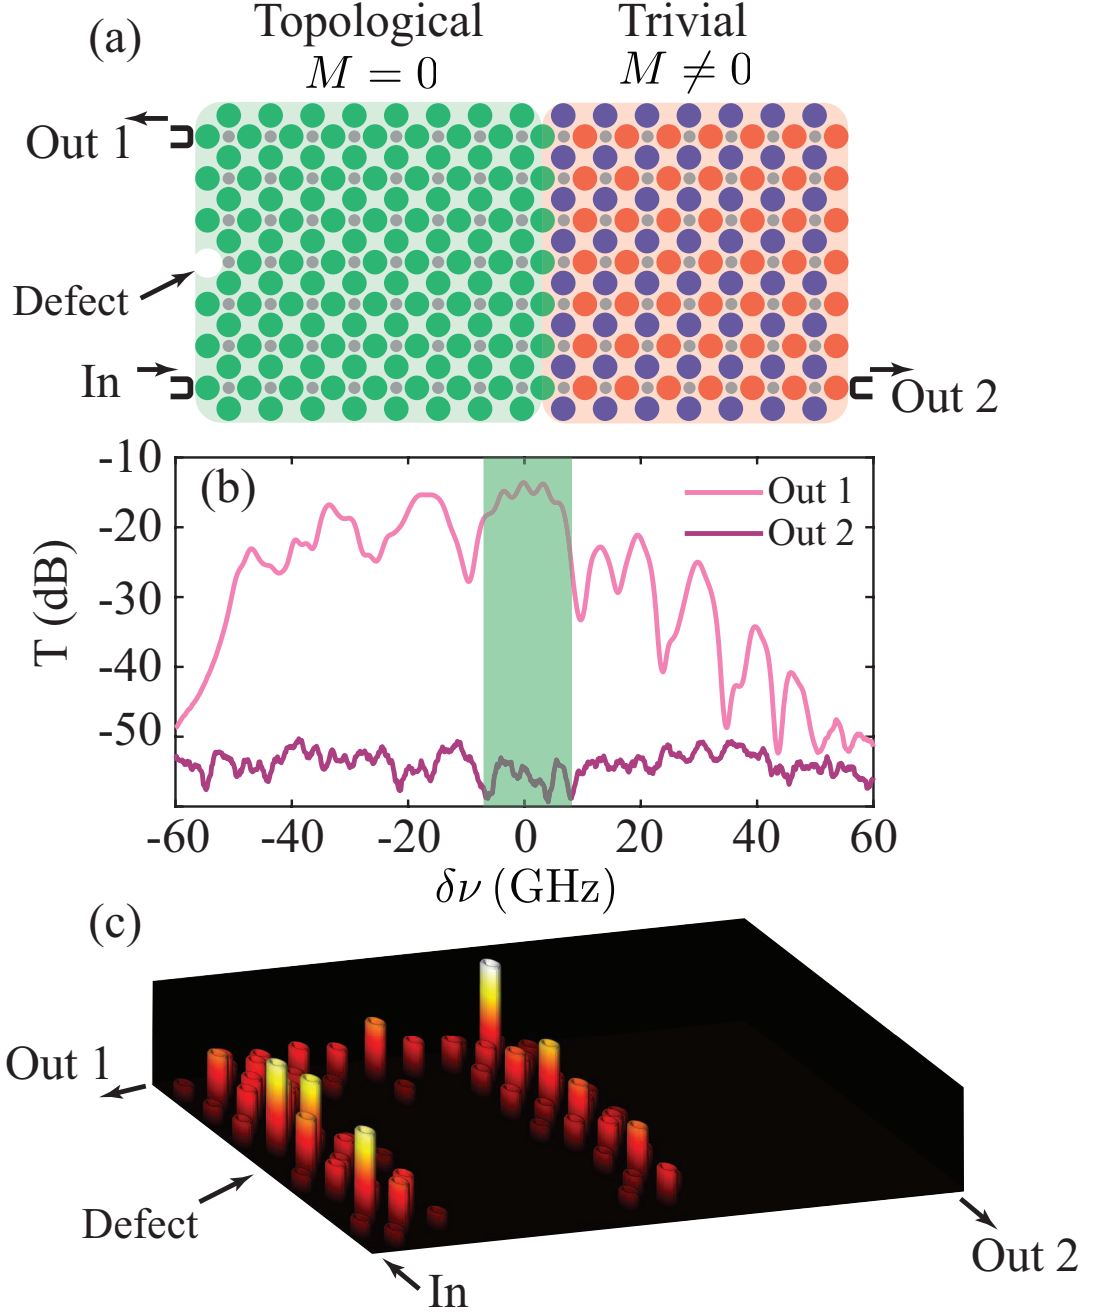 (a)
Topological
M = 0
Trivial
M ≠ 0
Out 1
Defect
In
Out 2
(b)
Out 1
Out 2
T (dB)
-10
-20
-30
-40
-50
-60 -40 -20 0 20 40 60
δν (GHz)
(c)
Out 1
Defect
In
Out 2